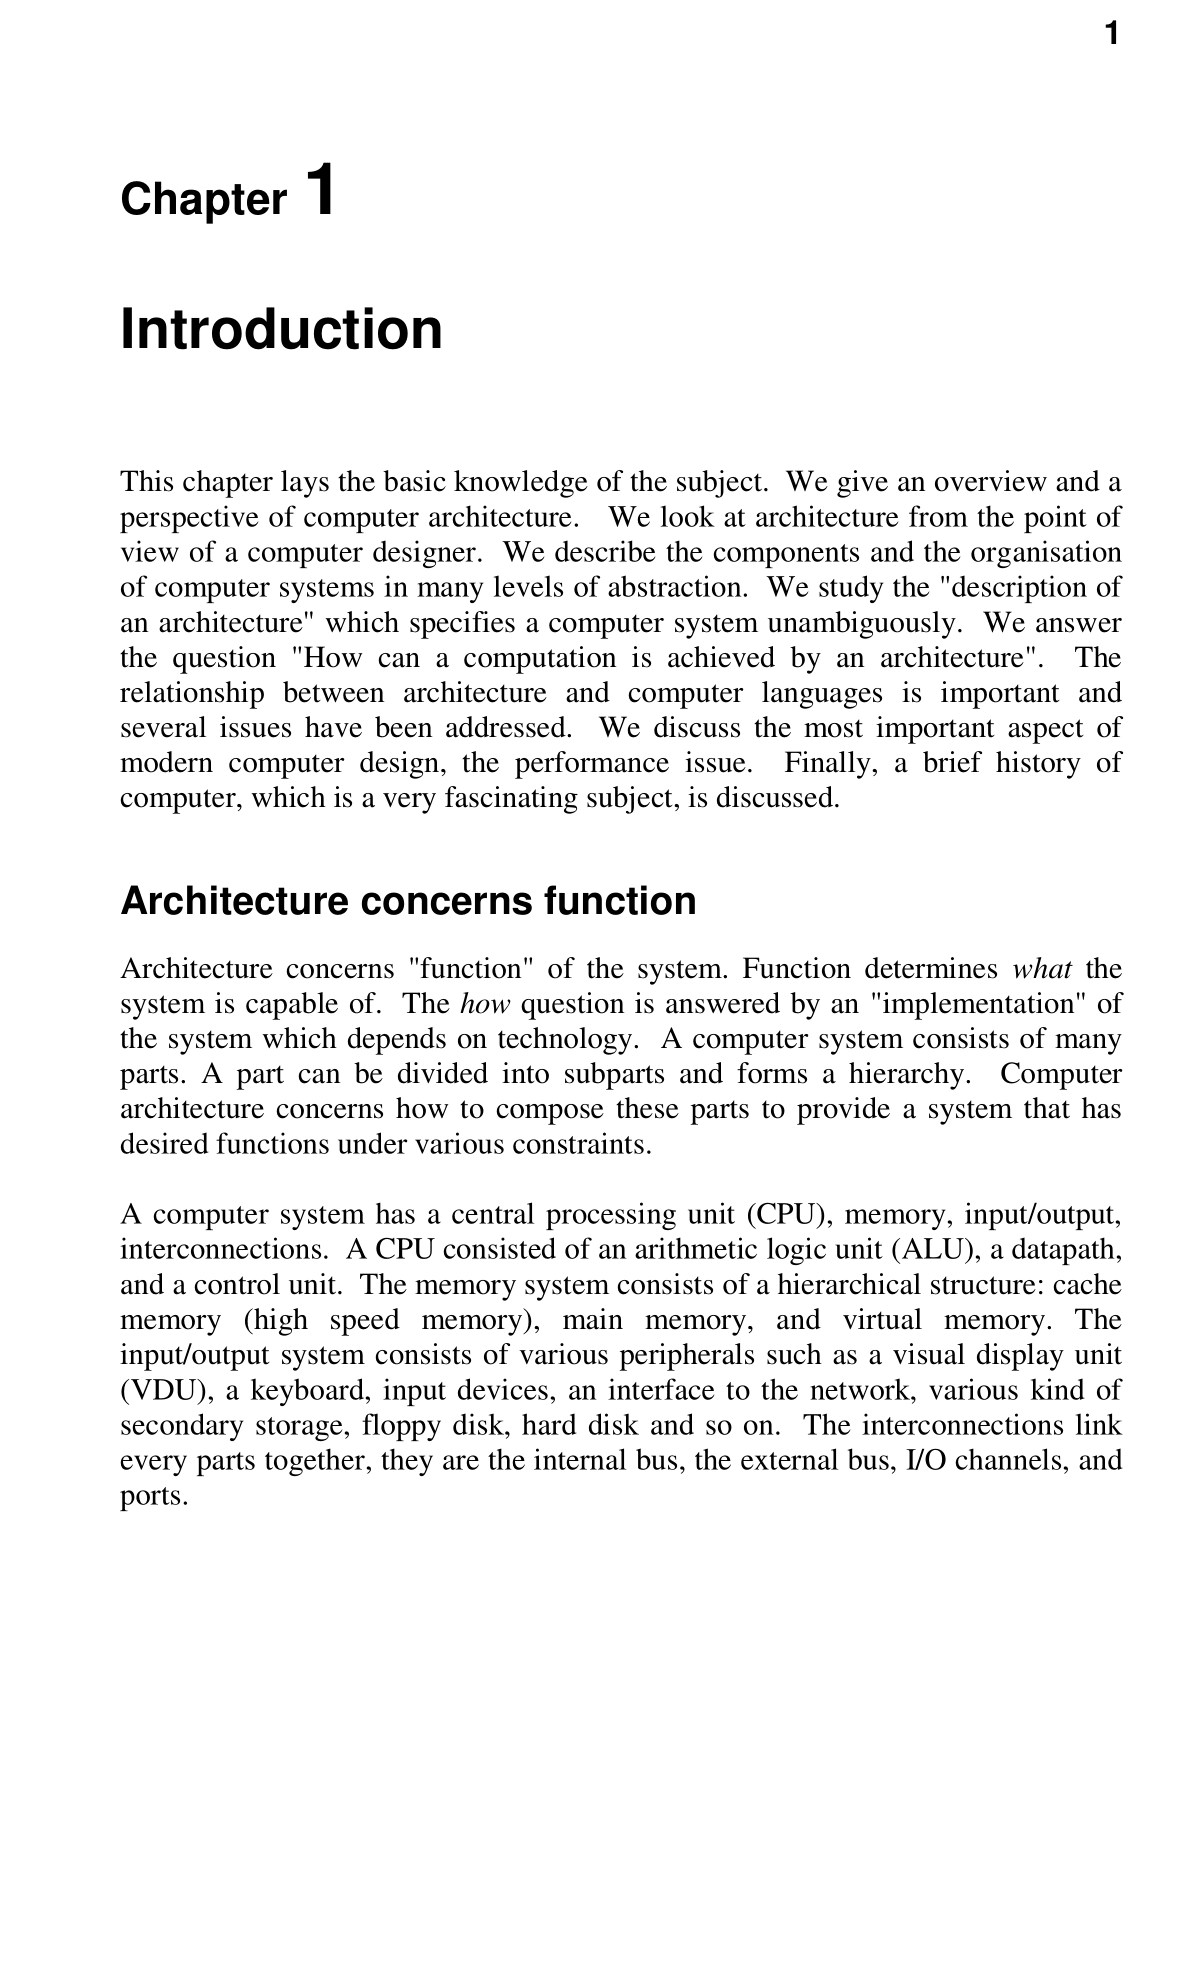 1
Chapter 1
Introduction
This chapter lays the basic knowledge of the subject.  We give an overview and a
perspective of computer architecture.   We look at architecture from the point of
view of a computer designer.  We describe the components and the organisation
of computer systems in many levels of abstraction.  We study the "description of
an architecture" which specifies a computer system unambiguously.  We answer
the question "How can a computation is achieved by an architecture".  The
relationship between architecture and computer languages is important and
several issues have been addressed.  We discuss the most important aspect of
modern computer design, the performance issue.  Finally, a brief history of
computer, which is a very fascinating subject, is discussed.
Architecture concerns function
Architecture concerns "function" of the system. Function determines what the
system is capable of.  The how question is answered by an "implementation" of
the system which depends on technology.  A computer system consists of many
parts. A part can be divided into subparts and forms a hierarchy.  Computer
architecture concerns how to compose these parts to provide a system that has
desired functions under various constraints.
A computer system has a central processing unit (CPU), memory, input/output,
interconnections.  A CPU consisted of an arithmetic logic unit (ALU), a datapath,
and a control unit.  The memory system consists of a hierarchical structure: cache
memory (high speed memory), main memory, and virtual memory. The
input/output system consists of various peripherals such as a visual display unit
(VDU), a keyboard, input devices, an interface to the network, various kind of
secondary storage, floppy disk, hard disk and so on.  The interconnections link
every parts together, they are the internal bus, the external bus, I/O channels, and
ports.